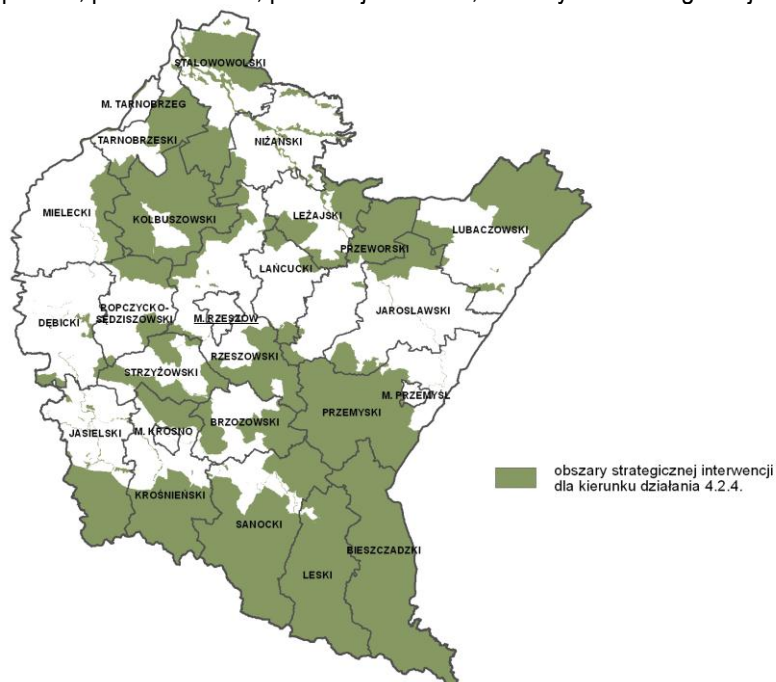 STALOWOWOLSKI
M. TARNOBRZEG
TARNOBRZESKI
NIŻAŃSKI
MIELECKI
KOLBUSZOWSKI
LEŻAJSKI
LUBACZOWSKI
PRZEWORSKI
ŁAŃCUCKI
ROPCZYCKO-
SĘDZISZOWSKI
M. RZESZÓW
JAROSŁAWSKI
DĘBICKI
RZESZOWSKI
STRZYŻOWSKI
M. PRZEMYŚL
PRZEMYSKI
BRZOZOWSKI
JASIELSKI
M. KROSNO
KROŚNIEŃSKI
SANOCKI
BIESZCZADZKI
LESKI
obszary strategicznej interwencji
dla kierunku działania 4.2.4.